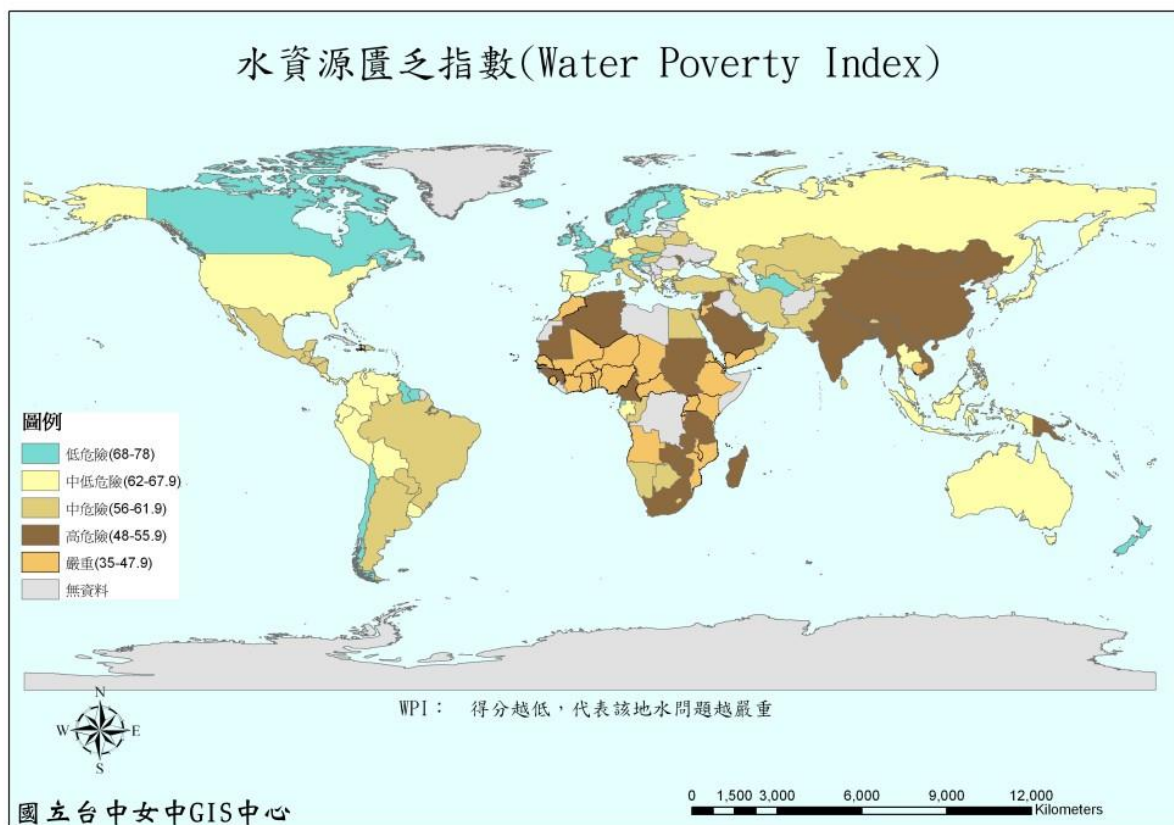 水資源匱乏指數(Water Poverty Index)
圖例
低危險(68-78)
中低危險(62-67.9)
中危險(56-61.9)
高危險(48-55.9)
嚴重(35-47.9)
無資料
WPI： 得分越低，代表該地水問題越嚴重
N
W E
S
國立台中女中GIS中心
0 1,500 3,000 6,000 9,000 12,000
Kilometers